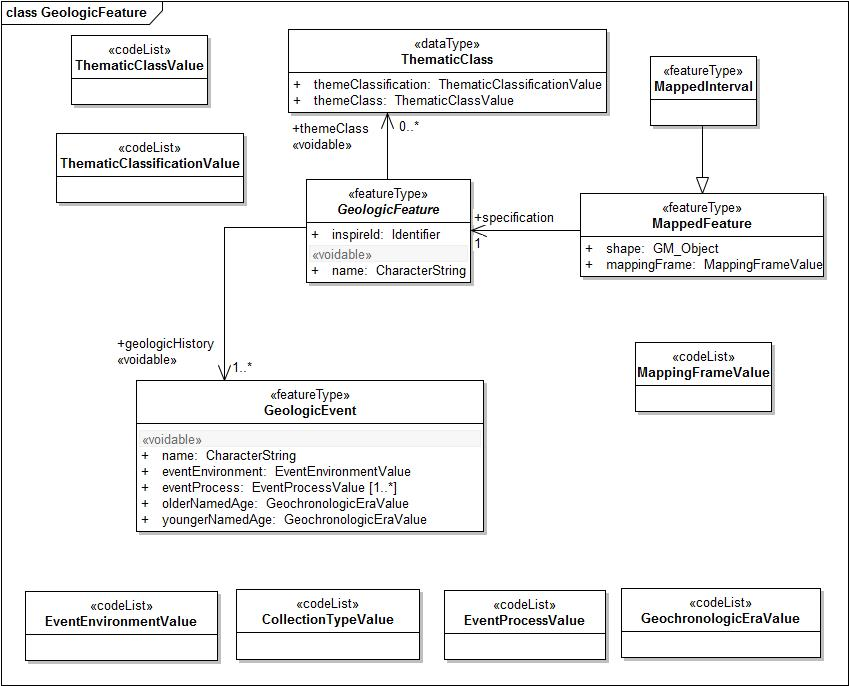 class GeologicFeature
«codeList»
ThematicClassValue
«dataType»
ThematicClass
+ themeClassification: ThematicClassificationValue
+ themeClass: ThematicClassValue
«featureType»
MappedInterval
+themeClass
«voidable»
0..*
«codeList»
ThematicClassificationValue
«featureType»
GeologicFeature
+ inspireId: Identifier
«voidable»
+ name: CharacterString
+specification
1
«featureType»
MappedFeature
+ shape: GM_Object
+ mappingFrame: MappingFrameValue
+geologicHistory
«voidable»
1..*
«codeList»
MappingFrameValue
«featureType»
GeologicEvent
«voidable»
+ name: CharacterString
+ eventEnvironment: EventEnvironmentValue
+ eventProcess: EventProcessValue [1..*]
+ olderNamedAge: GeochronologicEraValue
+ youngerNamedAge: GeochronologicEraValue
«codeList»
EventEnvironmentValue
«codeList»
CollectionTypeValue
«codeList»
EventProcessValue
«codeList»
GeochronologicEraValue